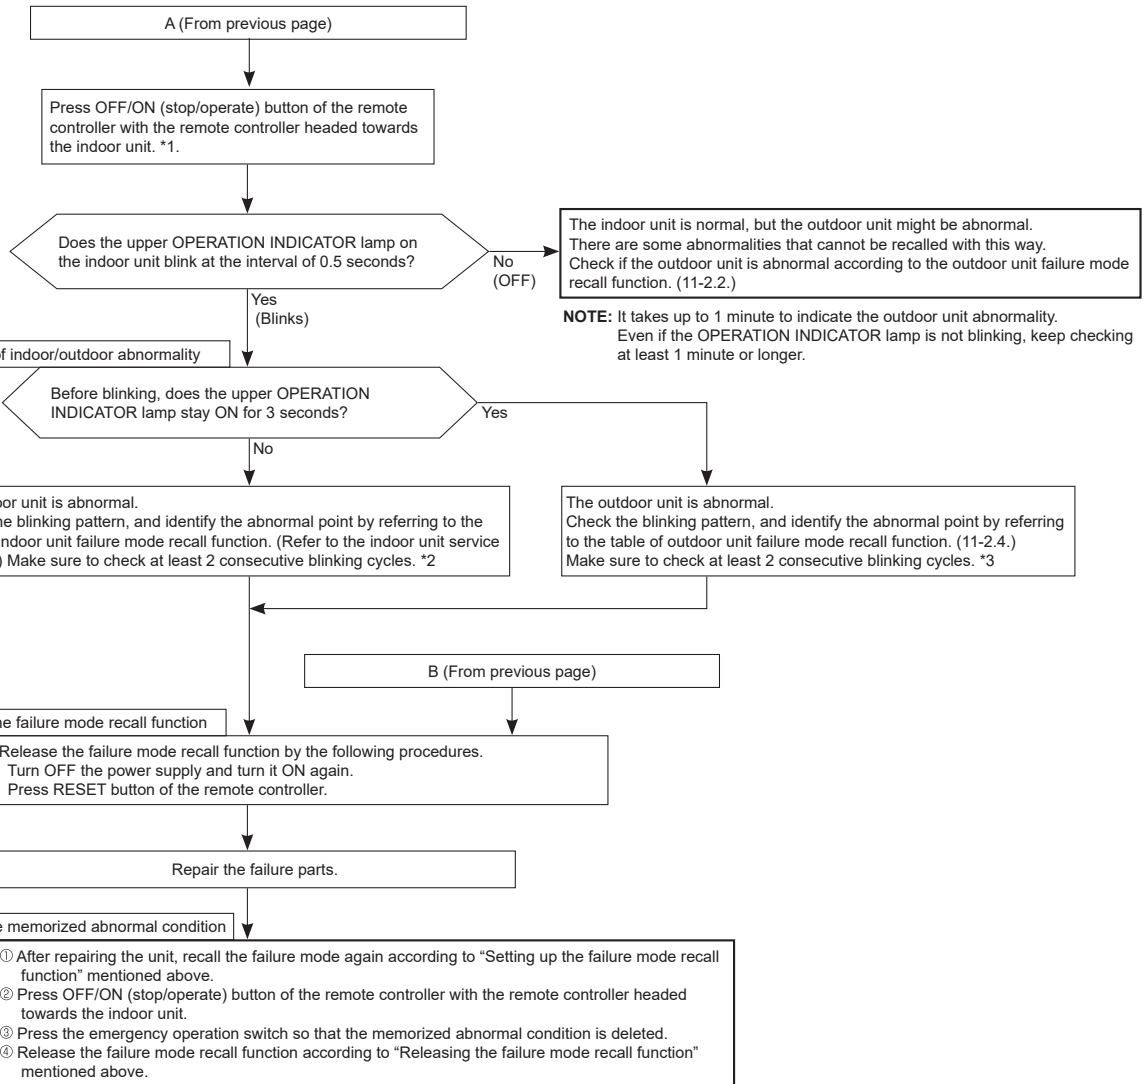 A (From previous page)
Press OFF/ON (stop/operate) button of the remote
controller with the remote controller headed towards
the indoor unit. *1.
Does the upper OPERATION INDICATOR lamp on
the indoor unit blink at the interval of 0.5 seconds?
No
(OFF)
The indoor unit is normal, but the outdoor unit might be abnormal.
There are some abnormalities that cannot be recalled with this way.
Check if the outdoor unit is abnormal according to the outdoor unit failure mode
recall function. (11-2.2.)
Yes
(Blinks)
NOTE: It takes up to 1 minute to indicate the outdoor unit abnormality.
Even if the OPERATION INDICATOR lamp is not blinking, keep checking
at least 1 minute or longer.
of indoor/outdoor abnormality
Before blinking, does the upper OPERATION
INDICATOR lamp stay ON for 3 seconds?
Yes
No
unit is abnormal.
blinking pattern, and identify the abnormal point by referring to the
indoor unit failure mode recall function. (Refer to the indoor unit service
) Make sure to check at least 2 consecutive blinking cycles. *2
The outdoor unit is abnormal.
Check the blinking pattern, and identify the abnormal point by referring
to the table of outdoor unit failure mode recall function. (11-2.4.)
Make sure to check at least 2 consecutive blinking cycles. *3
B (From previous page)
failure mode recall function
Release the failure mode recall function by the following procedures.
Turn OFF the power supply and turn it ON again.
Press RESET button of the remote controller.
Repair the failure parts.
memorized abnormal condition
① After repairing the unit, recall the failure mode again according to “Setting up the failure mode recall
function” mentioned above.
② Press OFF/ON (stop/operate) button of the remote controller with the remote controller headed
towards the indoor unit.
③ Press the emergency operation switch so that the memorized abnormal condition is deleted.
④ Release the failure mode recall function according to “Releasing the failure mode recall function”
mentioned above.